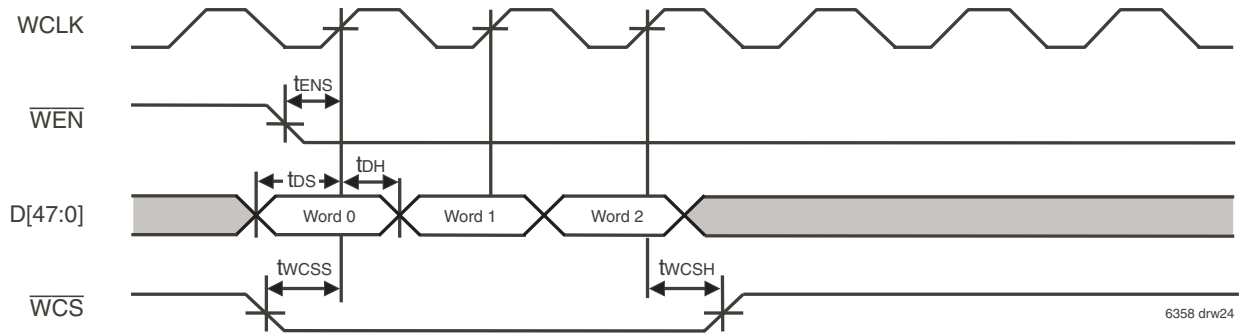 WCLK
tENS
WEN
tDS
tDH
D[47:0]
Word 0
Word 1
Word 2
tWCSS
tWCSH
WCS
6358 drw24